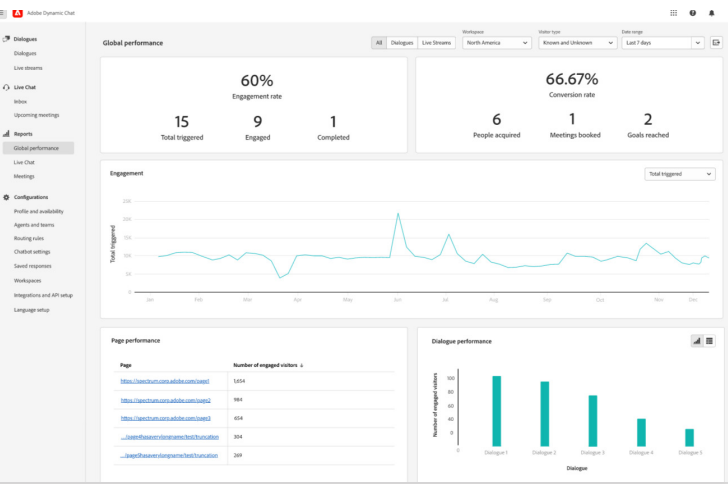 Adobe Dynamic Chat
Dialogues
Dialogues
Live streams
Live Chat
Inbox
Upcoming meetings
Reports
Global performance
Live Chat
Meetings
Configurations
Profile and availability
Agents and teams
Routing rules
Chatbot settings
Saved responses
Workspaces
Integrations and API setup
Language setup
Global performance
All Dialogues Live Streams
Workspace
North America
Visitor type
Known and Unknown
Date range
Last 7 days
60%
Engagement rate
15 9 1
Total triggered Engaged Completed
66.67%
Conversion rate
6 1 2
People acquired Meetings booked Goals reached
Engagement
Total triggered
Total triggered
0
Jan Feb Mar Apr May Jun Jul Aug Sep Oct Nov Dec
Page performance
Page Number of engaged visitors ↓
https://spectrum.corp.adobe.com/page1 1,654
https://spectrum.corp.adobe.com/page2 984
https://spectrum.corp.adobe.com/page3 654
.../page4hasaverylongname/test/truncation 304
.../page5hasaverylongname/test/truncation 269
Dialogue performance
Number of engaged visitors
100
80
60
40
0
0
Dialogue 1 Dialogue 2 Dialogue 3 Dialogue 4 Dialogue 5
Dialogue